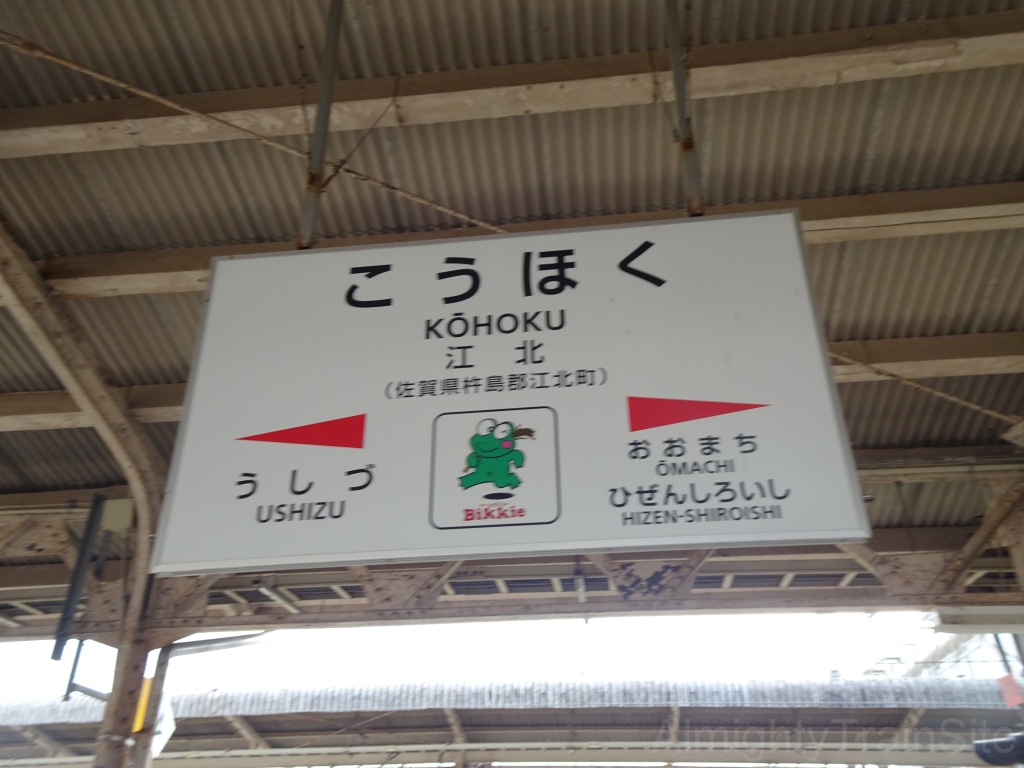 こうほく
KŌHOKU
江北
(佐賀県杵島郡江北町)
うしづ
USHIZU
Bikkie
おおまち
ŌMACHI
ひぜんしろいし
HIZEN-SHIROISHI
AlmightyTrainSite